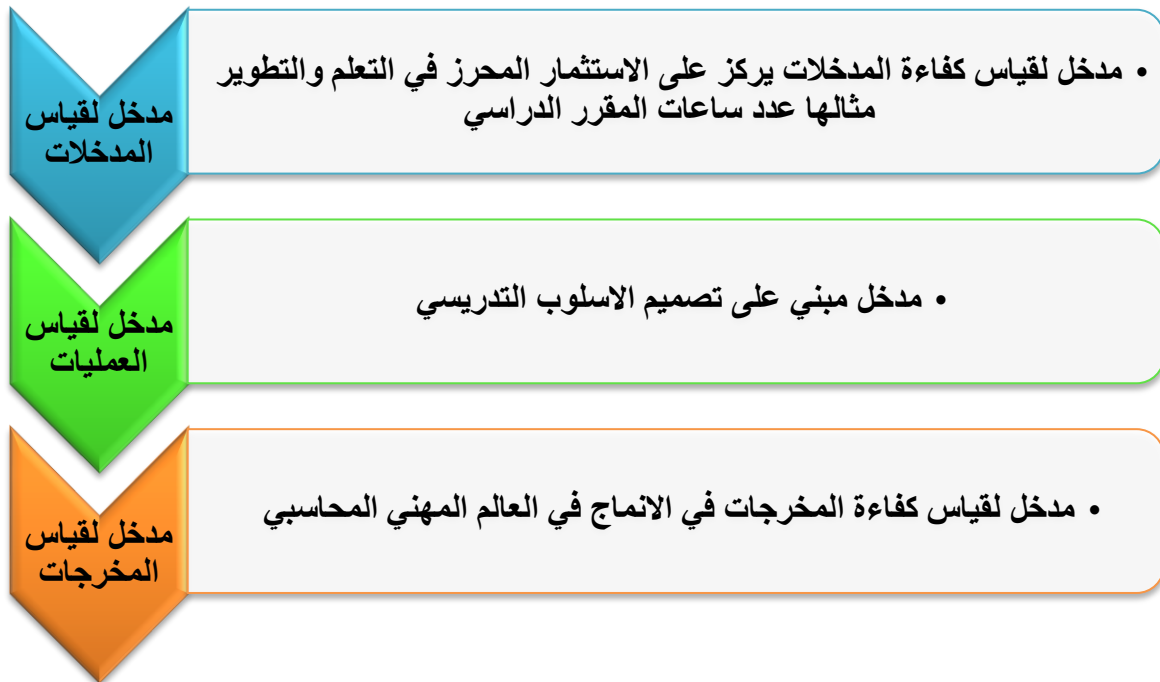 مدخل لقياس
المدخلات
• مدخل لقياس كفاءة المدخلات يركز على الاستثمار المحرز في التعلم والتطوير
مثالها عدد ساعات المقرر الدراسي
مدخل لقياس
العمليات
• مدخل مبني على تصميم الاسلوب التدريسي
مدخل لقياس
المخرجات
• مدخل لقياس كفاءة المخرجات في الانماج في العالم المهني المحاسبي